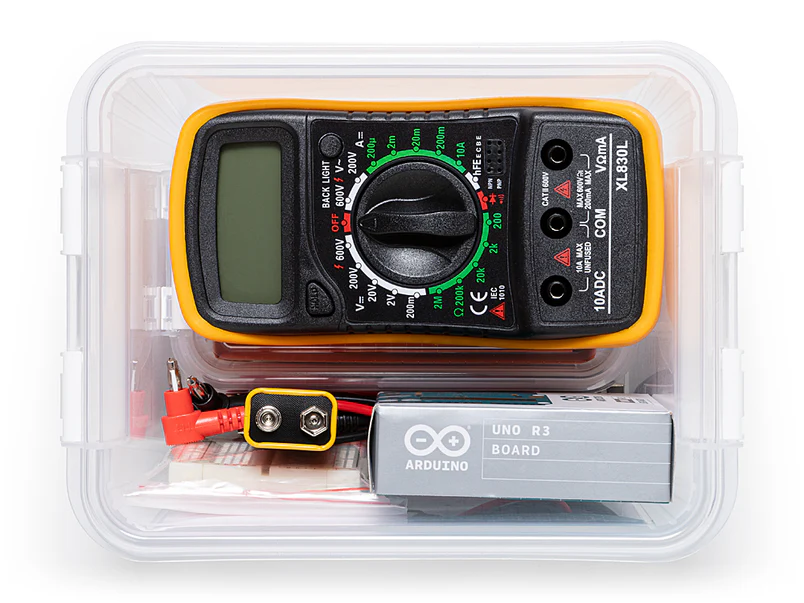 BACK LIGHT
HOLD
OFF
600V
200V
V~
A⎓
200µ
2m
20m
200m
10A
hFE
E C B E
NPN
PNP
200
2k
20k
Ω 200k
2M
200m
2V
20V
V⎓
200V
600V
CE
IEC
1010
CAT II 600V
MAX 600V
200mA MAX
VΩmA
COM
10A MAX
UNFUSED
10ADC
XL830L
UNO R3
BOARD
ARDUINO